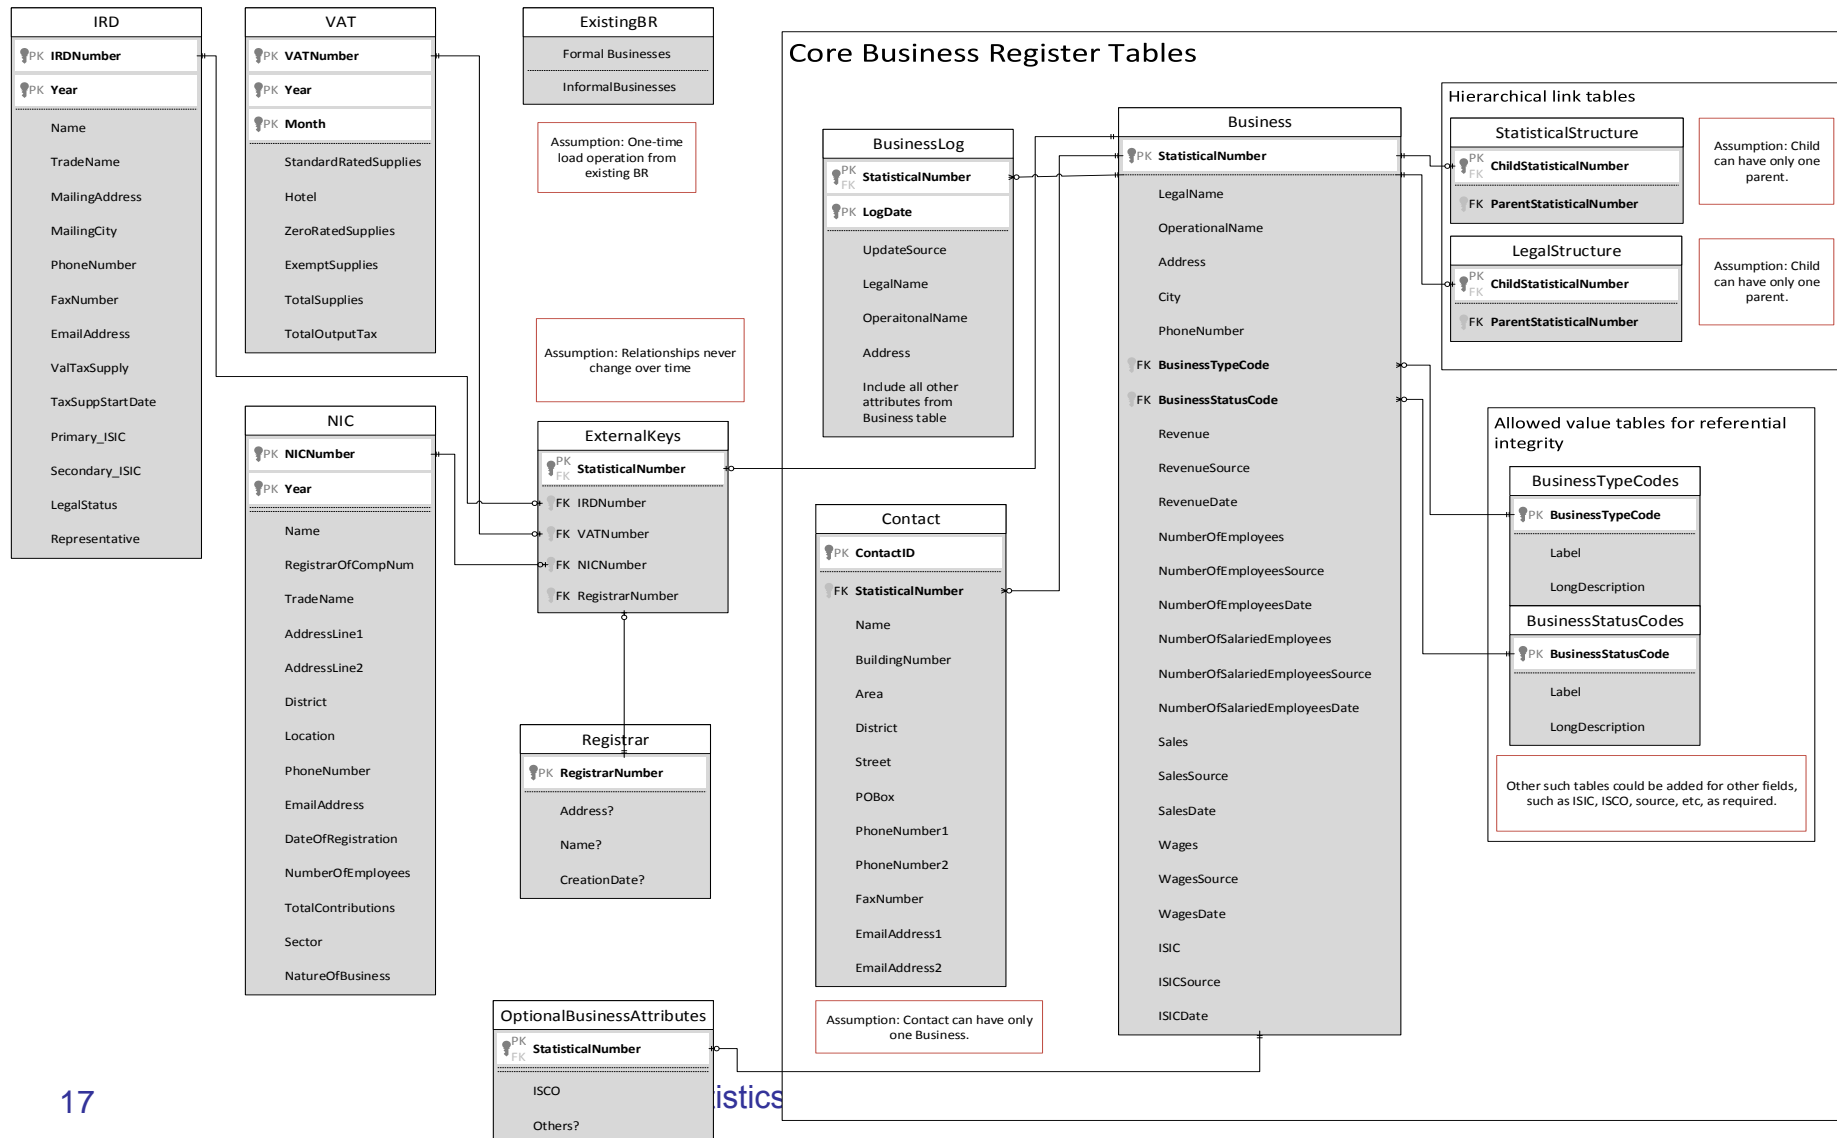 IRD
PK IRDNumber
PK Year
Name
TradeName
MailingAddress
MailingCity
PhoneNumber
FaxNumber
EmailAddress
ValTaxSupply
TaxSuppStartDate
Primary_ISIC
Secondary_ISIC
LegalStatus
Representative
VAT
PK VATNumber
PK Year
PK Month
StandardRatedSupplies
Hotel
ZeroRatedSupplies
ExemptSupplies
TotalSupplies
TotalOutputTax
NIC
PK NICNumber
PK Year
Name
RegistrarOfCompNum
TradeName
AddressLine1
AddressLine2
District
Location
PhoneNumber
EmailAddress
DateOfRegistration
NumberOfEmployees
TotalContributions
Sector
NatureOfBusiness
ExistingBR
Formal Businesses
InformalBusinesses
Assumption: One-time
load operation from
existing BR
Assumption: Relationships never
change over time
ExternalKeys
PK
FK StatisticalNumber
FK IRDNumber
FK VATNumber
FK NICNumber
FK RegistrarNumber
Registrar
PK RegistrarNumber
Address?
Name?
CreationDate?
OptionalBusinessAttributes
PK
FK StatisticalNumber
ISCO
Others?
Core Business Register Tables
BusinessLog
PK
FK StatisticalNumber
PK LogDate
UpdateSource
LegalName
OperaitonalName
Address
Include all other
attributes from
Business table
Contact
PK ContactID
FK StatisticalNumber
Name
BuildingNumber
Area
District
Street
POBox
PhoneNumber1
PhoneNumber2
FaxNumber
EmailAddress1
EmailAddress2
Assumption: Contact can have only
one Business.
Business
PK StatisticalNumber
LegalName
OperationalName
Address
City
PhoneNumber
FK BusinessTypeCode
FK BusinessStatusCode
Revenue
RevenueSource
RevenueDate
NumberOfEmployees
NumberOfEmployeesSource
NumberOfEmployeesDate
NumberOfSalariedEmployees
NumberOfSalariedEmployeesSource
NumberOfSalariedEmployeesDate
Sales
SalesSource
SalesDate
Wages
WagesSource
WagesDate
ISIC
ISICSource
ISICDate
Hierarchical link tables
StatisticalStructure
PK
FK ChildStatisticalNumber
FK ParentStatisticalNumber
Assumption: Child
can have only one
parent.
LegalStructure
PK
FK ChildStatisticalNumber
FK ParentStatisticalNumber
Assumption: Child
can have only one
parent.
Allowed value tables for referential
integrity
BusinessTypeCodes
PK BusinessTypeCode
Label
LongDescription
BusinessStatusCodes
PK BusinessStatusCode
Label
LongDescription
Other such tables could be added for other fields,
such as ISIC, ISCO, source, etc, as required.
17
istics